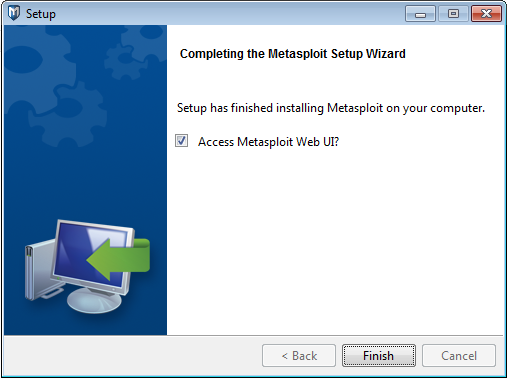 Setup
Completing the Metasploit Setup Wizard
Setup has finished installing Metasploit on your computer.
Access Metasploit Web UI?
< Back
Finish
Cancel